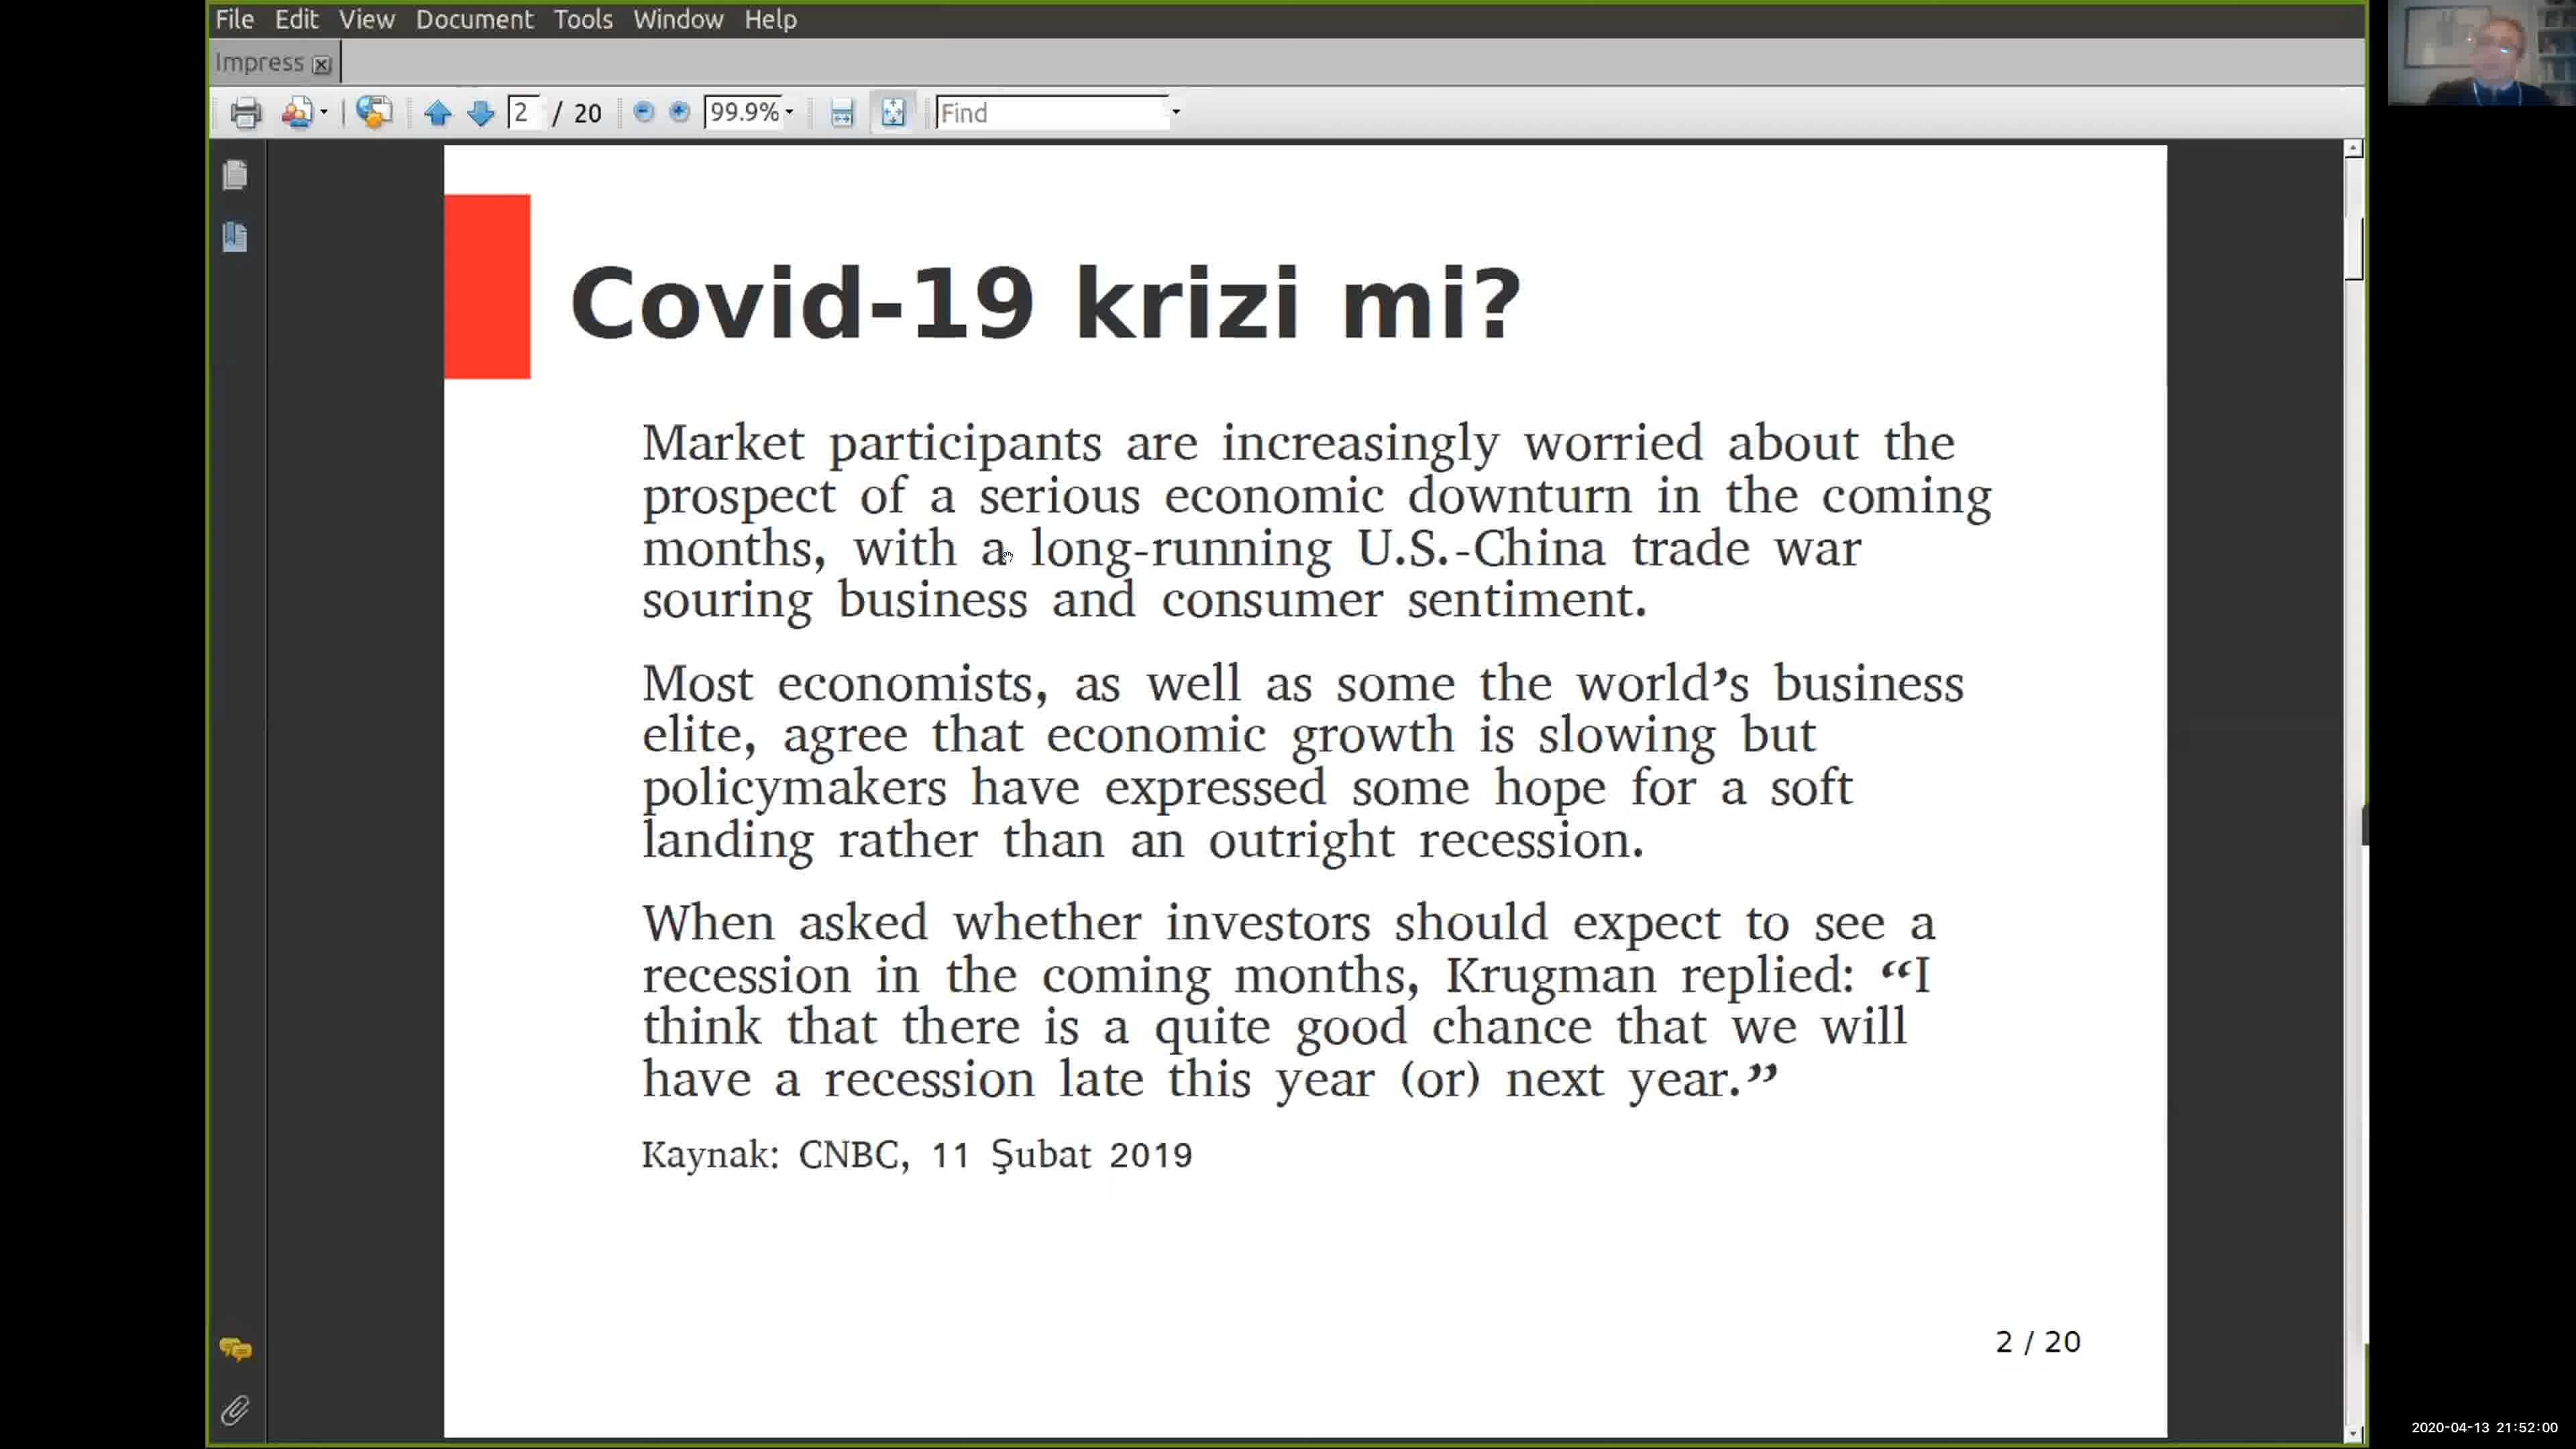 File Edit View Document Tools Window Help
Impress
2 / 20 99.9% Find
Covid-19 krizi mi?
Market participants are increasingly worried about the
prospect of a serious economic downturn in the coming
months, with a long-running U.S.-China trade war
souring business and consumer sentiment.
Most economists, as well as some the world’s business
elite, agree that economic growth is slowing but
policymakers have expressed some hope for a soft
landing rather than an outright recession.
When asked whether investors should expect to see a
recession in the coming months, Krugman replied: “I
think that there is a quite good chance that we will
have a recession late this year (or) next year.”
Kaynak: CNBC, 11 Şubat 2019
2 / 20
2020-04-13 21:52:00